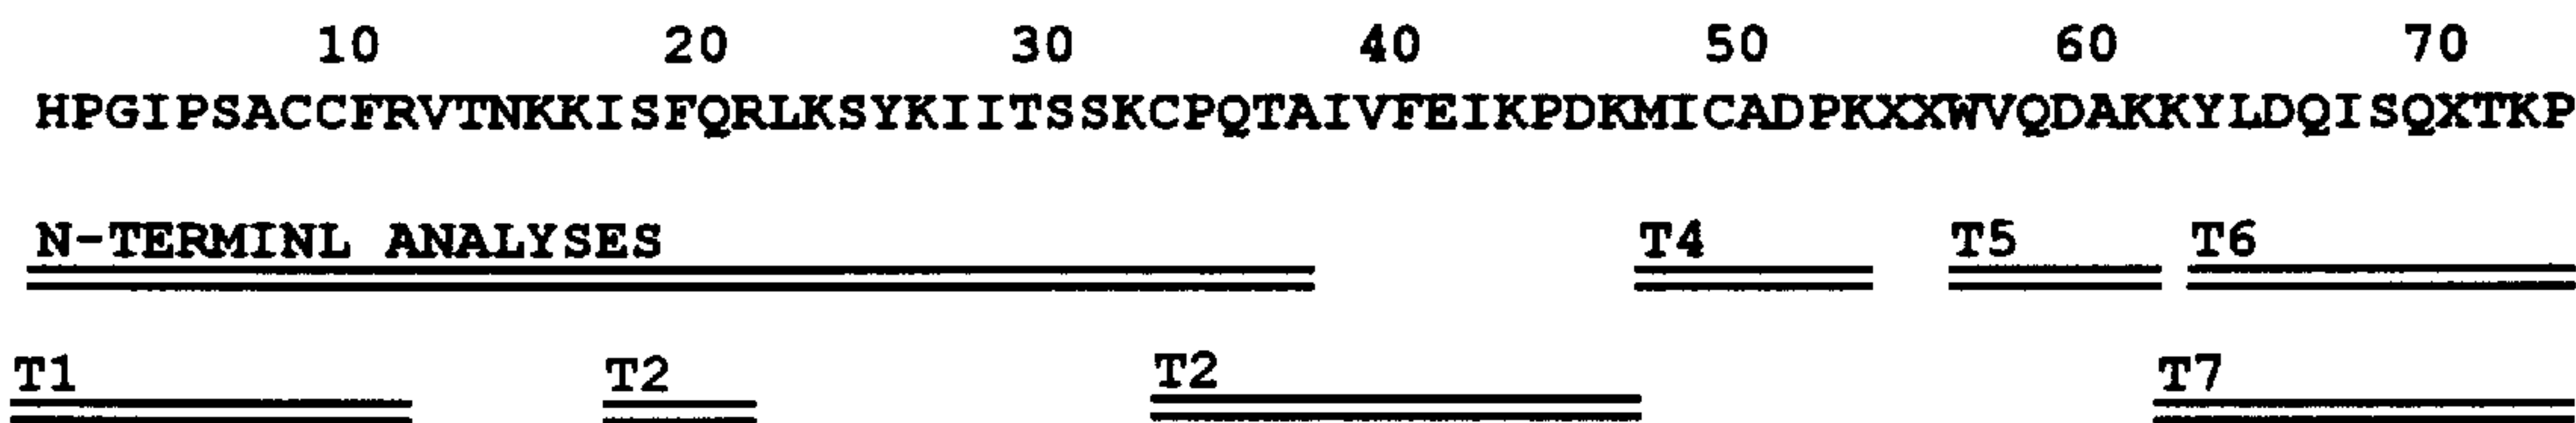 10 20 30 40 50 60 70
HPGIPSACCFRVTNKKISFQRLKSYKIITSSKCPQTAIVFEIKPDKMICADPKXXWVQDAKKYLDQISQXTKP
N-TERMINL ANALYSES T4 T5 T6
T1 T2 T2 T7